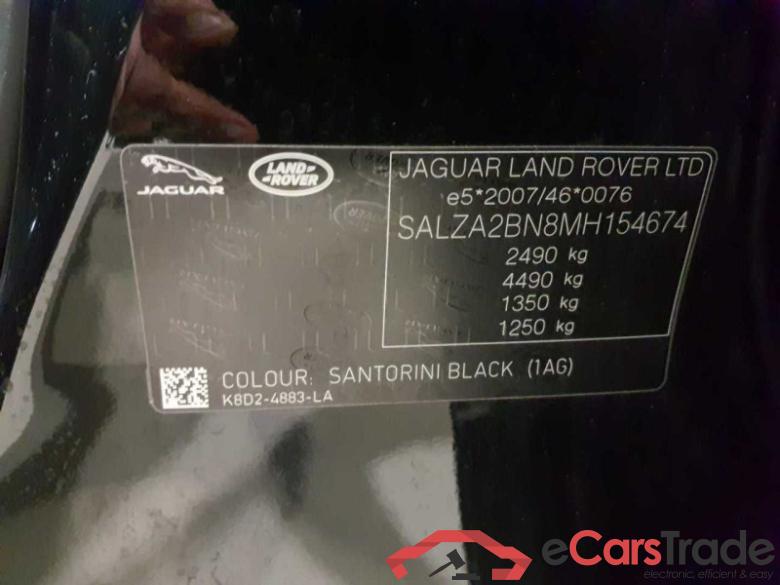 JAGUAR
LAND
ROVER
JAGUAR LAND ROVER LTD
e5*2007/46*0076
SALZA2BN8MH154674
2490 kg
4490 kg
1350 kg
1250 kg
COLOUR: SANTORINI BLACK (1AG)
K8D2-4883-LA
eCarsTrade
electronic, efficient & easy